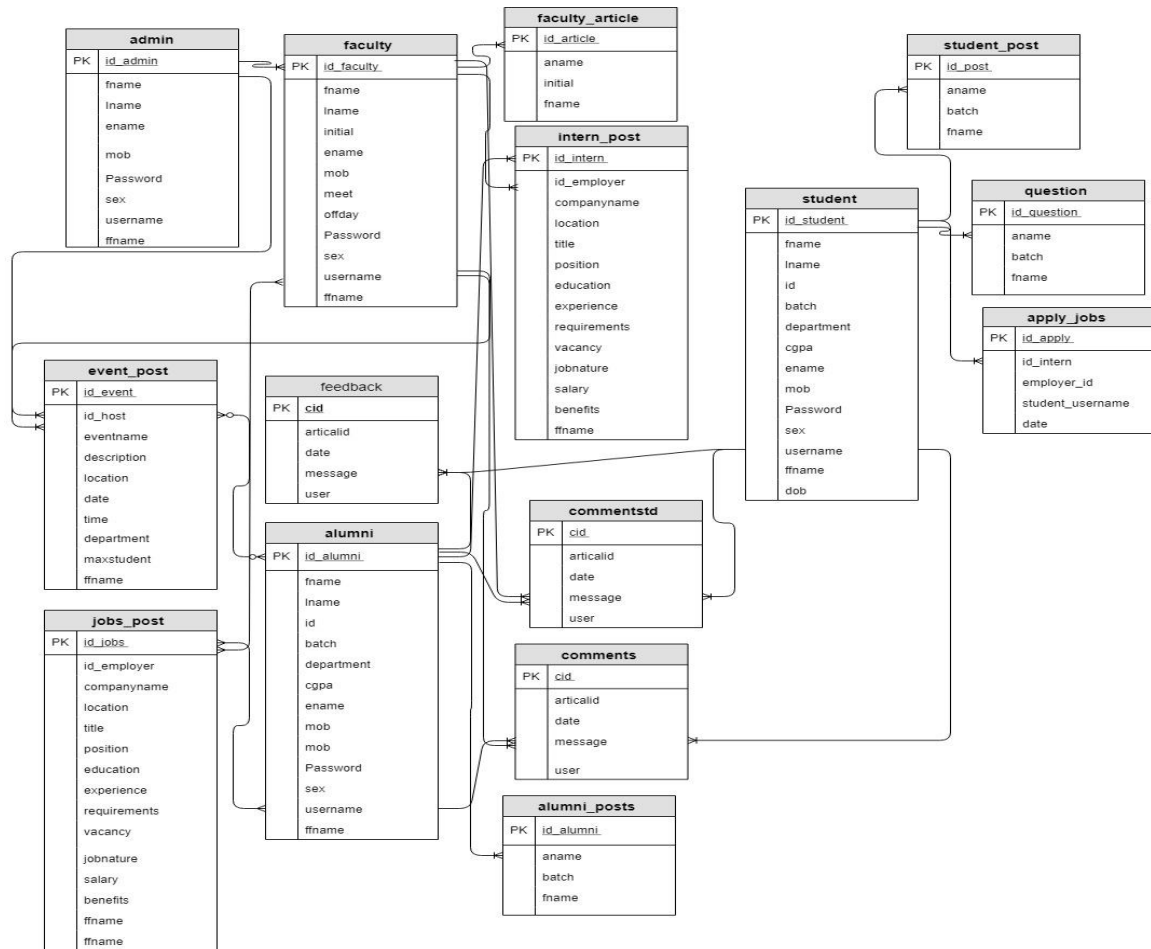 admin
PK id_admin
fname
lname
ename
mob
Password
sex
username
ffname
faculty
PK id_faculty
fname
lname
initial
ename
mob
meet
offday
Password
sex
username
ffname
faculty_article
PK id_article
aname
initial
fname
intern_post
PK id_intern
id_employer
companyname
location
title
position
education
experience
requirements
vacancy
jobnature
salary
benefits
ffname
student_post
PK id_post
aname
batch
fname
student
PK id_student
fname
lname
id
batch
department
cgpa
ename
mob
Password
sex
username
ffname
dob
question
PK id_question
aname
batch
fname
apply_jobs
PK id_apply
id_intern
employer_id
student_username
date
event_post
PK id_event
id_host
eventname
description
location
date
time
department
maxstudent
ffname
feedback
PK cid
articalid
date
message
user
alumni
PK id_alumni
fname
lname
id
batch
department
cgpa
ename
mob
mob
Password
sex
username
ffname
commentstd
PK cid
articalid
date
message
user
comments
PK cid
articalid
date
message
user
jobs_post
PK id_jobs
id_employer
companyname
location
title
position
education
experience
requirements
vacancy
jobnature
salary
benefits
ffname
ffname
alumni_posts
PK id_alumni
aname
batch
fname